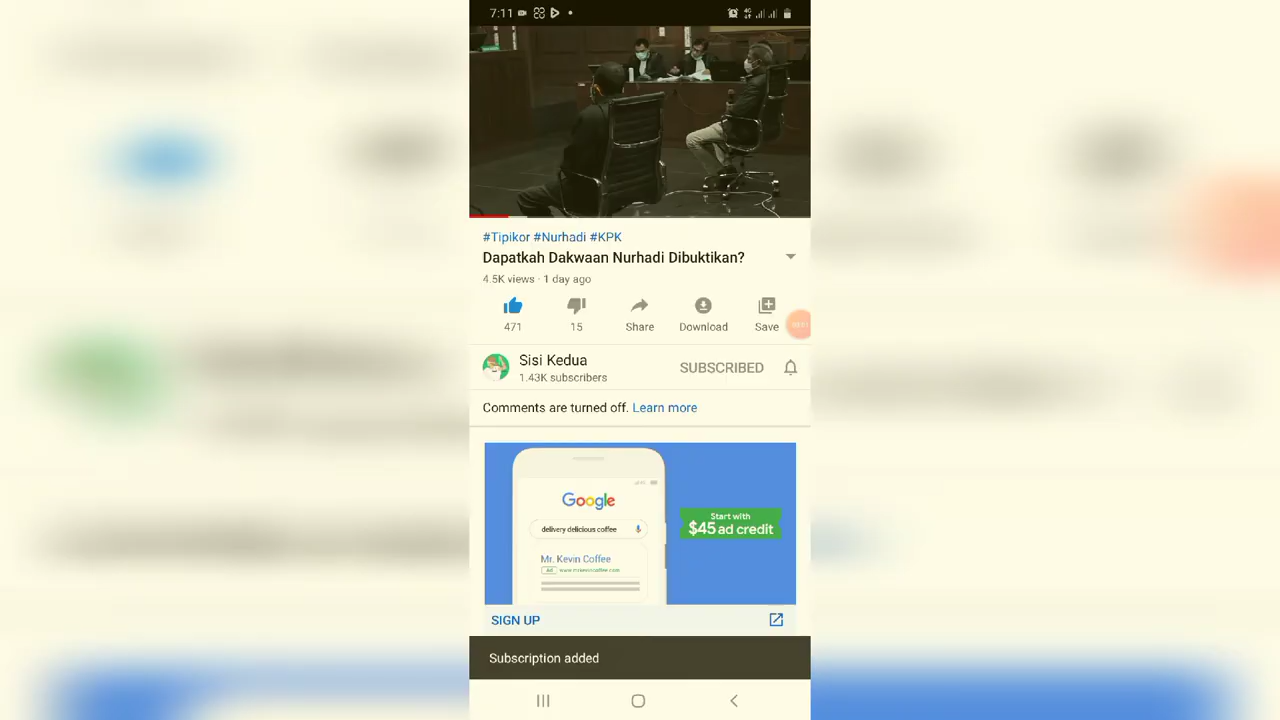 7:11
#Tipikor #Nurhadi #KPK
Dapatkah Dakwaan Nurhadi Dibuktikan?
4.5K views · 1 day ago
471 15 Share Download Save
Sisi Kedua
1.43K subscribers
SUBSCRIBED
Comments are turned off. Learn more
Google
delivery delicious coffee
Mr. Kevin Coffee
Ad
Start with
$45 ad credit
SIGN UP
Subscription added